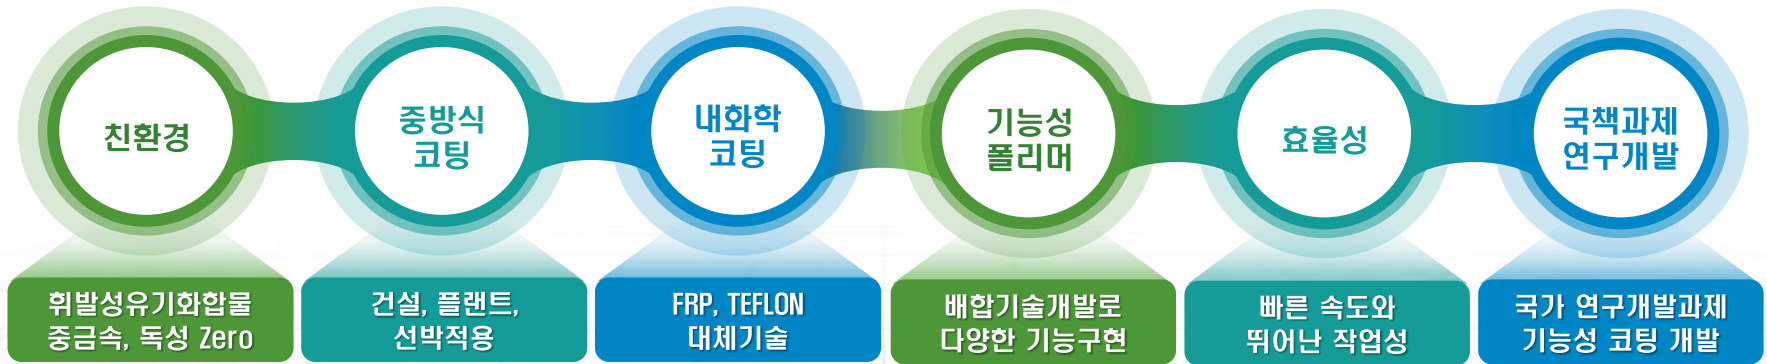 친환경
중방식
코팅
내화학
코팅
기능성
폴리머
효율성
국책과제
연구개발
휘발성유기화합물
중금속, 독성 Zero
건설, 플랜트,
선박적용
FRP, TEFLON
대체기술
배합기술개발로
다양한 기능구현
빠른 속도와
뛰어난 작업성
국가 연구개발과제
기능성 코팅 개발